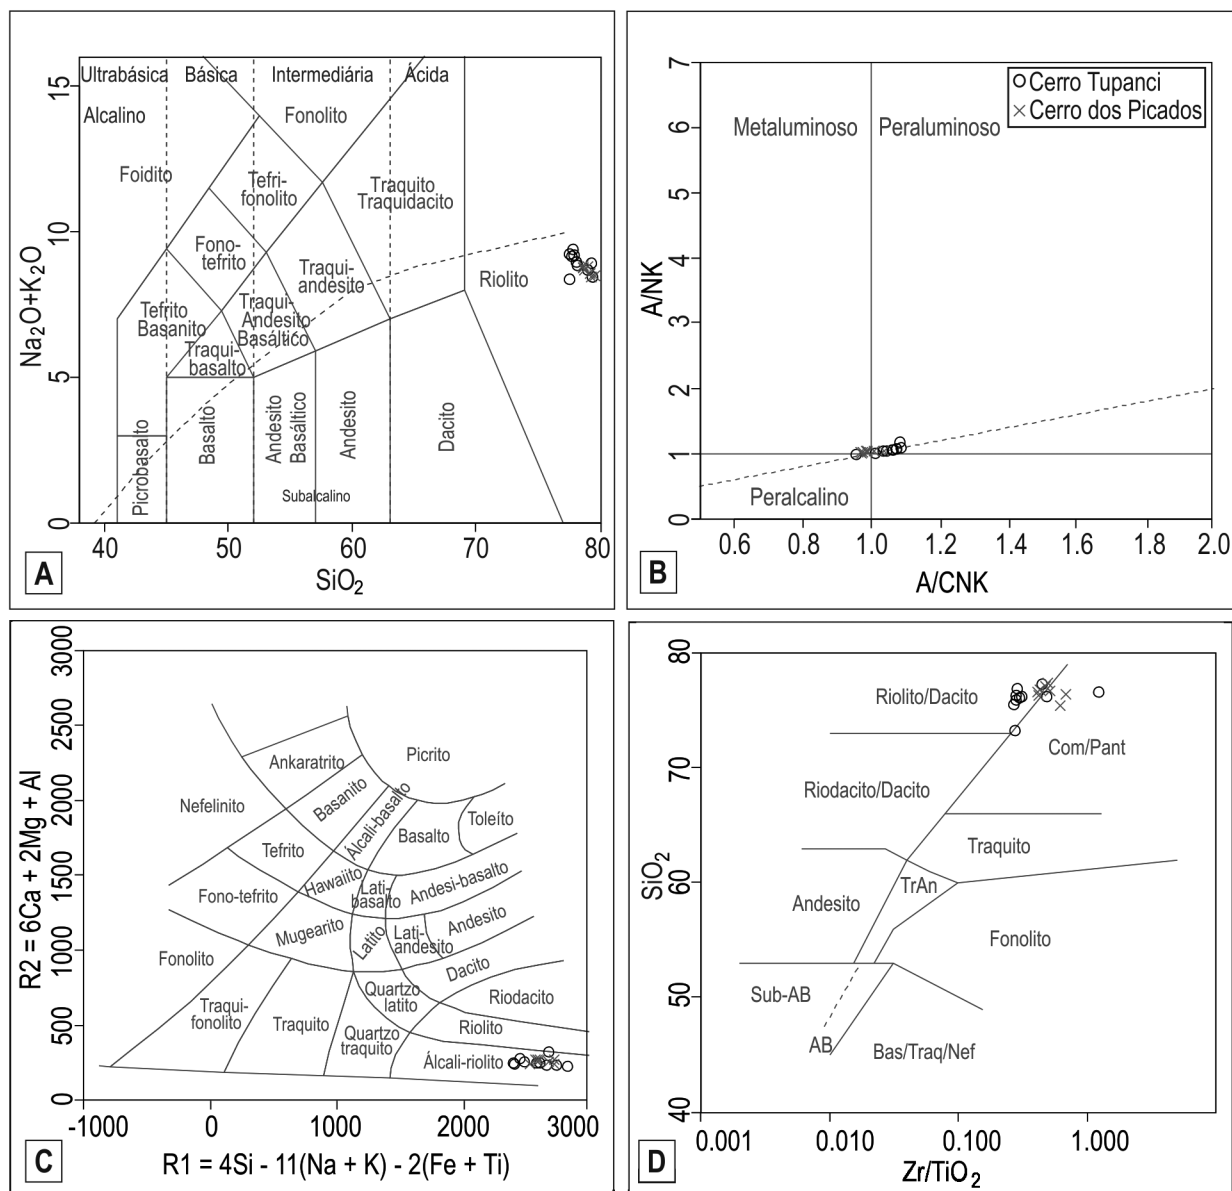 Ultrabásica Básica Intermediária Ácida
Alcalino
Fonolito
Foidito
Tefri-
fonolito
Traquito
Traquidacito
Fono-
tefrito
Traqui-
andesito
Riolito
Tefrito
Basanito
Traqui-
Andesito
Basáltico
Traqui-
basalto
Picrobasalto
Basalto
Andesito
Basáltico
Andesito
Dacito
Subalcalino
Na₂O+K₂O
15
10
5
0
40 50 60 70 80
SiO₂
A
Cerro Tupanci
Cerro dos Picados
Metaluminoso Peraluminoso
Peralcalino
A/NK
7
6
5
4
3
2
1
0
0.6 0.8 1.0 1.2 1.4 1.6 1.8 2.0
A/CNK
B
R2 = 6Ca + 2Mg + Al
3000
2500
2000
1500
1000
500
0
Ankaratrito
Picrito
Nefelinito
Basanito
Álcali-basalto
Toleíto
Basalto
Tefrito
Hawaiito
Lati-
basalto
Andesi-basalto
Fono-tefrito
Mugearito
Latito
Lati-
andesito
Andesito
Fonolito
Dacito
Quartzo
latito
Riodacito
Traqui-
fonolito
Traquito
Quartzo
traquito
Riolito
Álcali-riolito
-1000 0 1000 2000 3000
R1 = 4Si - 11(Na + K) - 2(Fe + Ti)
C
SiO₂
80
70
60
50
40
Riolito/Dacito
Com/Pant
Riodacito/Dacito
Traquito
TrAn
Andesito
Fonolito
Sub-AB
AB
Bas/Traq/Nef
0.001 0.010 0.100 1.000
Zr/TiO₂
D